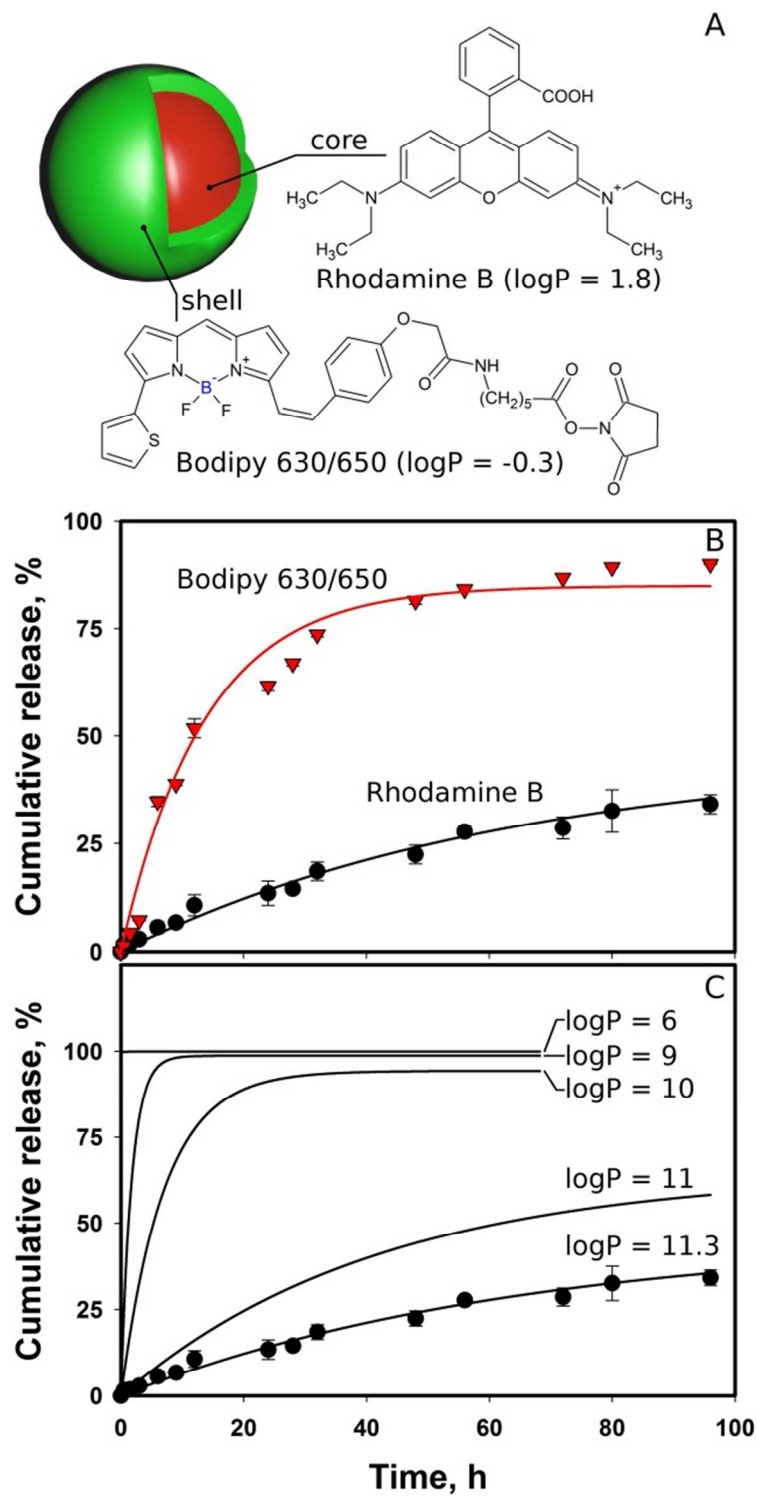 A
core
COOH
H₃C
N
O
N⁺
CH₃
H₃C
CH₃
Rhodamine B (logP = 1.8)
shell
O
N
N⁺
NH
O
O
B⁻
(CH₂)₅
F
F
O
N
S
O
Bodipy 630/650 (logP = -0.3)
B
100
75
50
25
0
Cumulative release, %
Bodipy 630/650
Rhodamine B
C
100
75
50
25
0
Cumulative release, %
logP = 6
logP = 9
logP = 10
logP = 11
logP = 11.3
0 20 40 60 80 100
Time, h